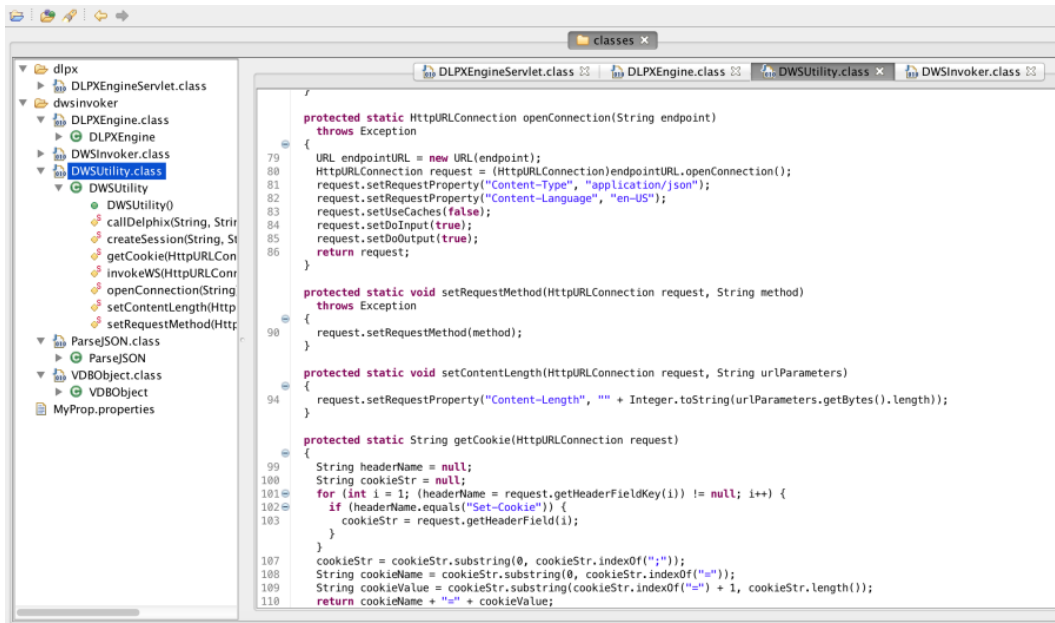 classes
dlpx
DLPXEngineServlet.class
dwsinvoker
DLPXEngine.class
DLPXEngine
DWSInvoker.class
DWSUtility.class
DWSUtility
DWSUtility()
callDelphix(String, Strir
createSession(String, St
getCookie(HttpURLCon
invokeWS(HttpURLConr
openConnection(String
setContentLength(Http
setRequestMethod(Http
ParseJSON.class
ParseJSON
VDBObject.class
VDBObject
MyProp.properties
DLPXEngineServlet.class DLPXEngine.class DWSUtility.class DWSInvoker.class
}
protected static HttpURLConnection openConnection(String endpoint)
throws Exception
{
79 URL endpointURL = new URL(endpoint);
80 HttpURLConnection request = (HttpURLConnection)endpointURL.openConnection();
81 request.setRequestProperty("Content-Type", "application/json");
82 request.setRequestProperty("Content-Language", "en-US");
83 request.setUseCaches(false);
84 request.setDoInput(true);
85 request.setDoOutput(true);
86 return request;
}
protected static void setRequestMethod(HttpURLConnection request, String method)
throws Exception
{
90 request.setRequestMethod(method);
}
protected static void setContentLength(HttpURLConnection request, String urlParameters)
{
94 request.setRequestProperty("Content-Length", "" + Integer.toString(urlParameters.getBytes().length));
}
protected static String getCookie(HttpURLConnection request)
{
99 String headerName = null;
100 String cookieStr = null;
101 for (int i = 1; (headerName = request.getHeaderFieldKey(i)) != null; i++) {
102 if (headerName.equals("Set-Cookie")) {
103 cookieStr = request.getHeaderField(i);
}
}
107 cookieStr = cookieStr.substring(0, cookieStr.indexOf(";"));
108 String cookieName = cookieStr.substring(0, cookieStr.indexOf("="));
109 String cookieValue = cookieStr.substring(cookieStr.indexOf("=") + 1, cookieStr.length());
110 return cookieName + "=" + cookieValue;